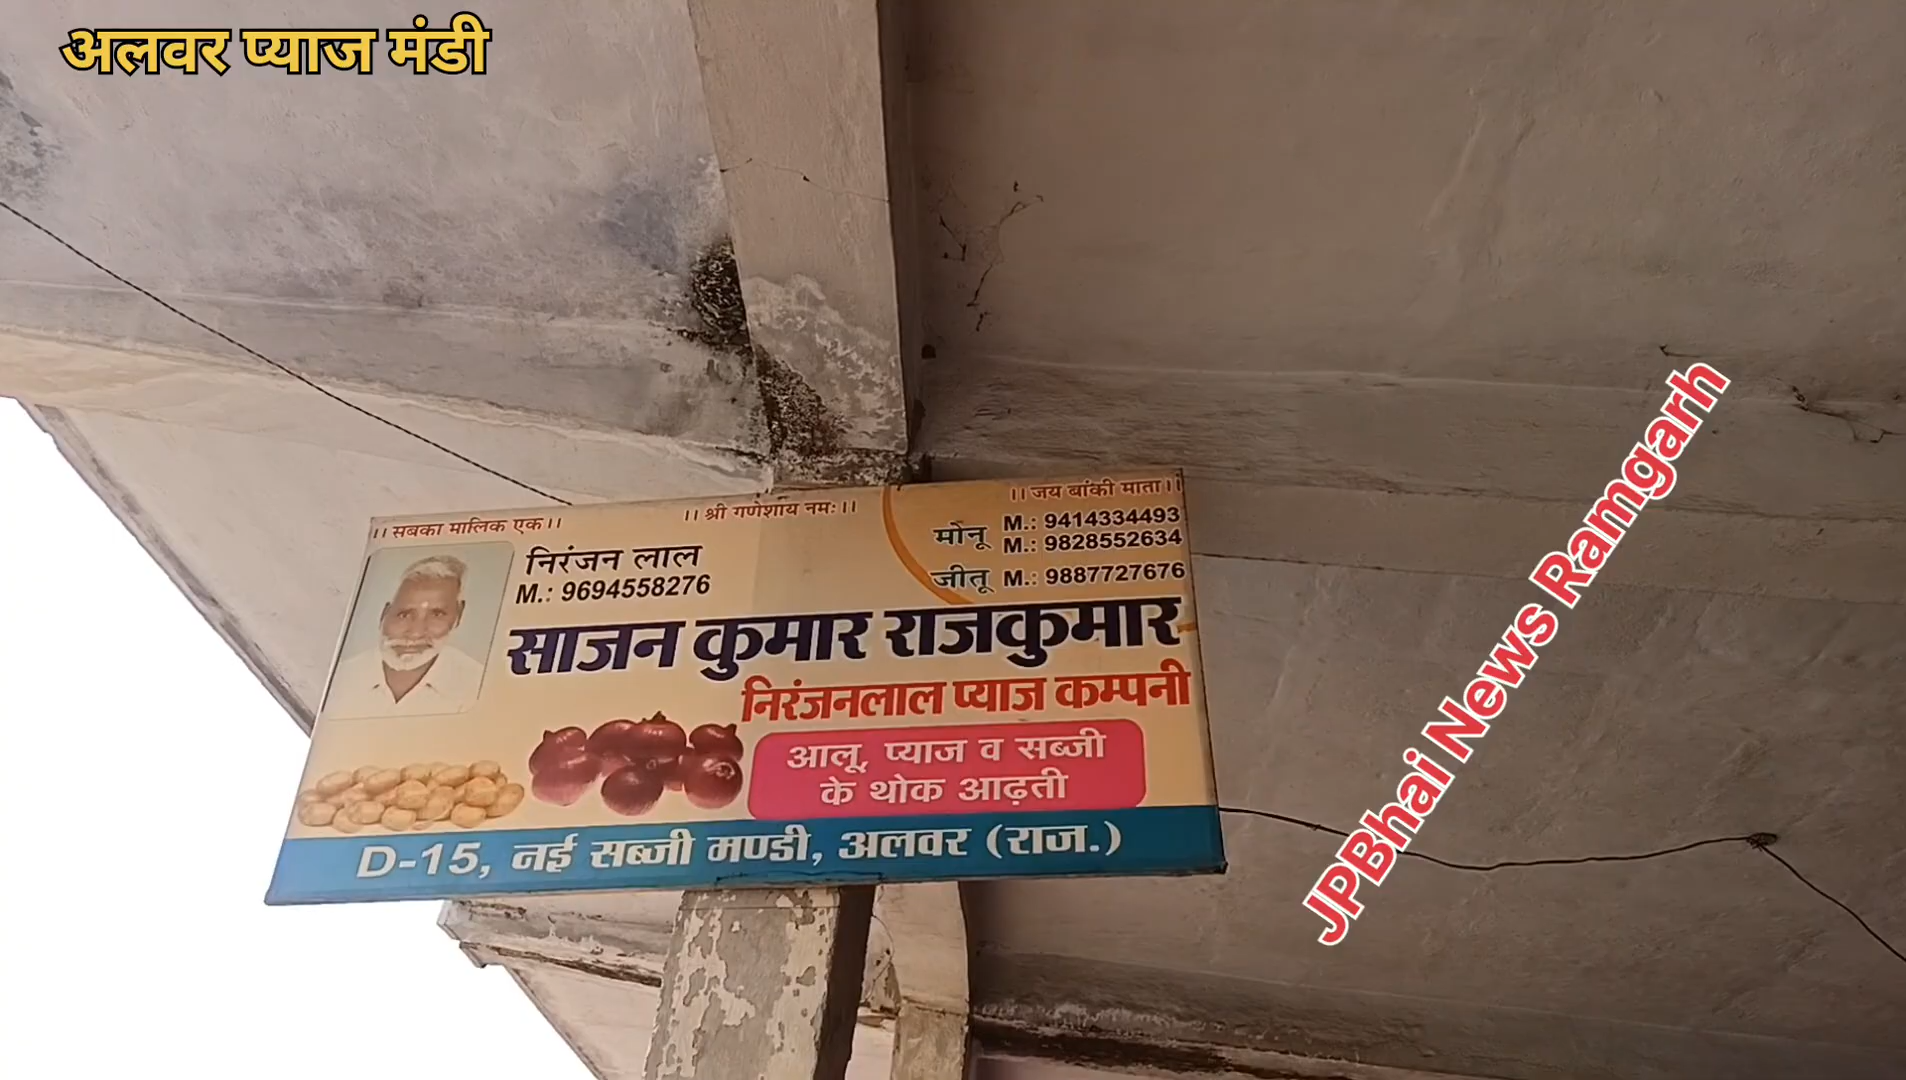 अलवर प्याज मंडी
।। सबका मालिक एक।।
।। श्री गणेशाय नमः।।
।। जय बांकी माता।।
निरंजन लाल
M.: 9694558276
मोनू M.: 9414334493
M.: 9828552634
जीतू M.: 9887727676
साजन कुमार राजकुमार
निरंजनलाल प्याज कम्पनी
आलू, प्याज व सब्जी
के थोक आढ़ती
D-15, नई सब्जी मण्डी, अलवर (राज.)
JPBhai News Ramgarh